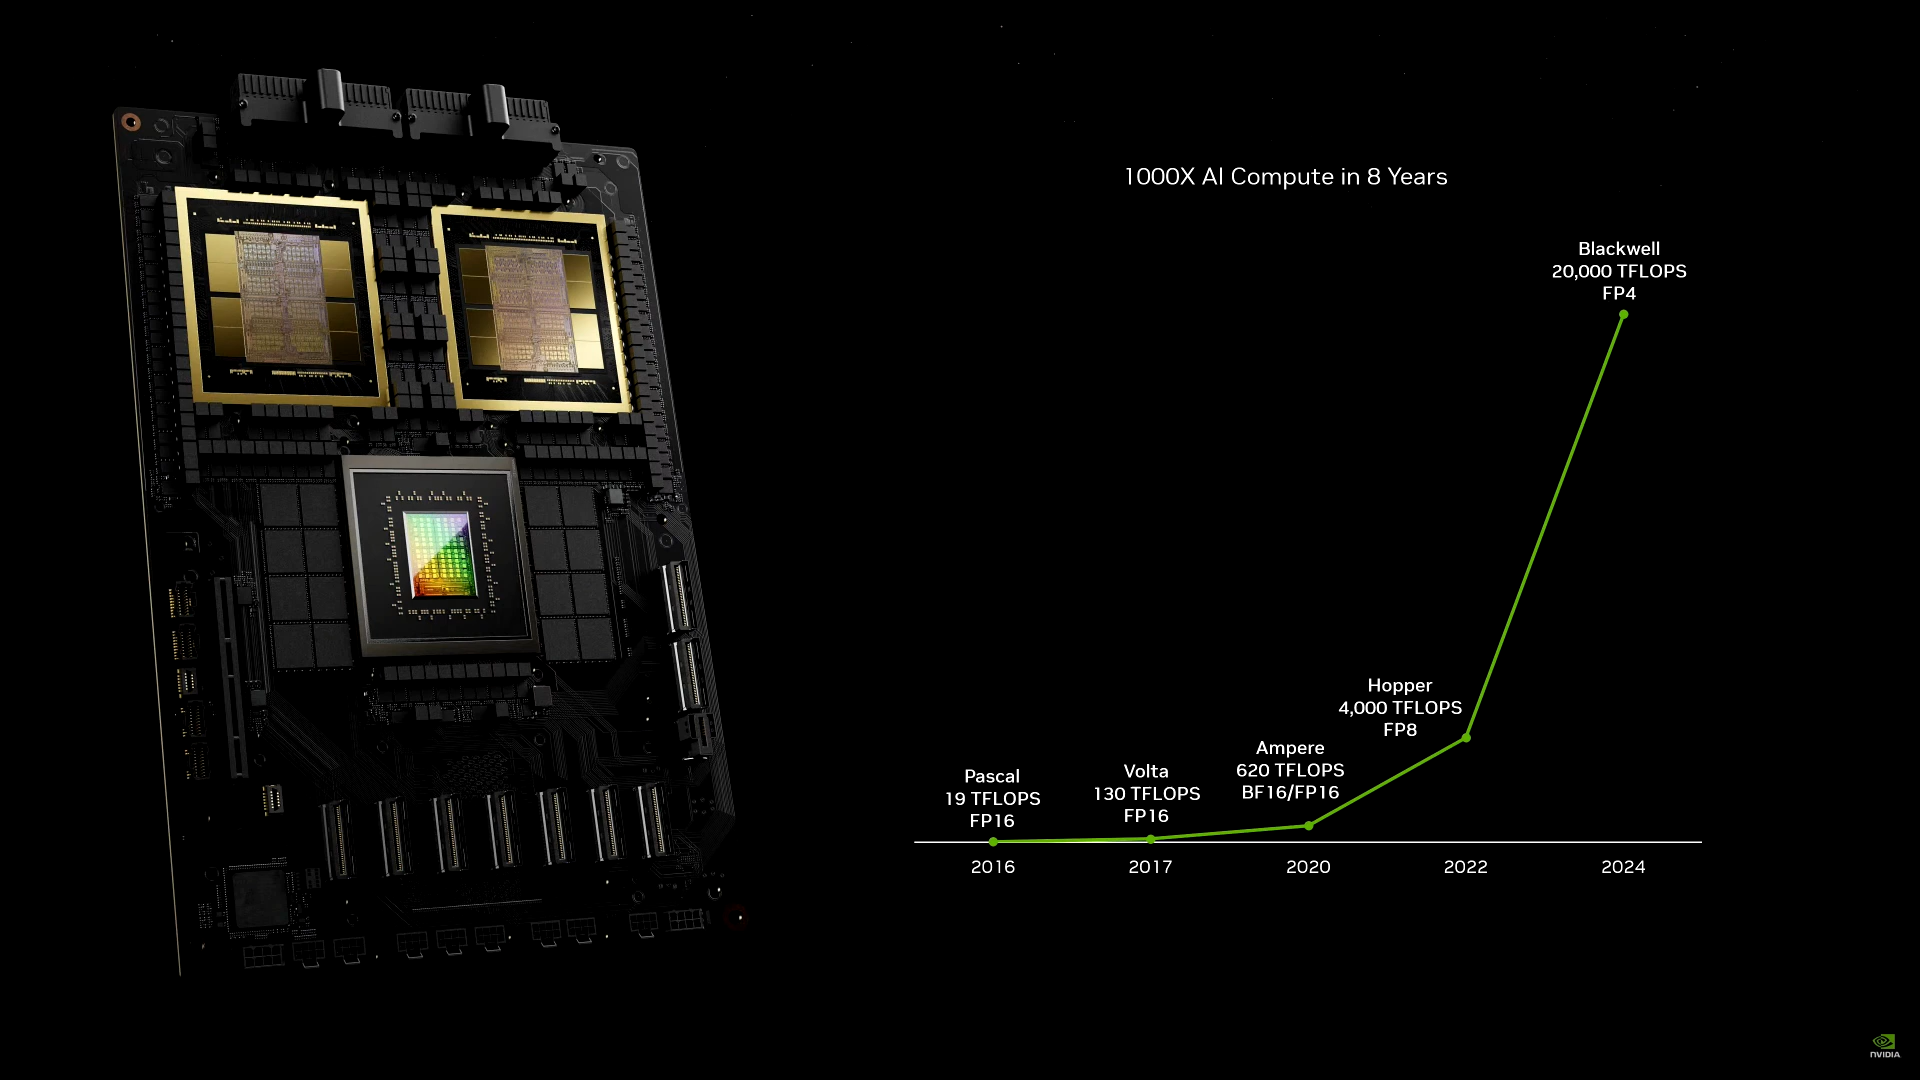 1000X AI Compute in 8 Years
Blackwell
20,000 TFLOPS
FP4
Hopper
4,000 TFLOPS
FP8
Ampere
620 TFLOPS
BF16/FP16
Volta
130 TFLOPS
FP16
Pascal
19 TFLOPS
FP16
2016
2017
2020
2022
2024
NVIDIA